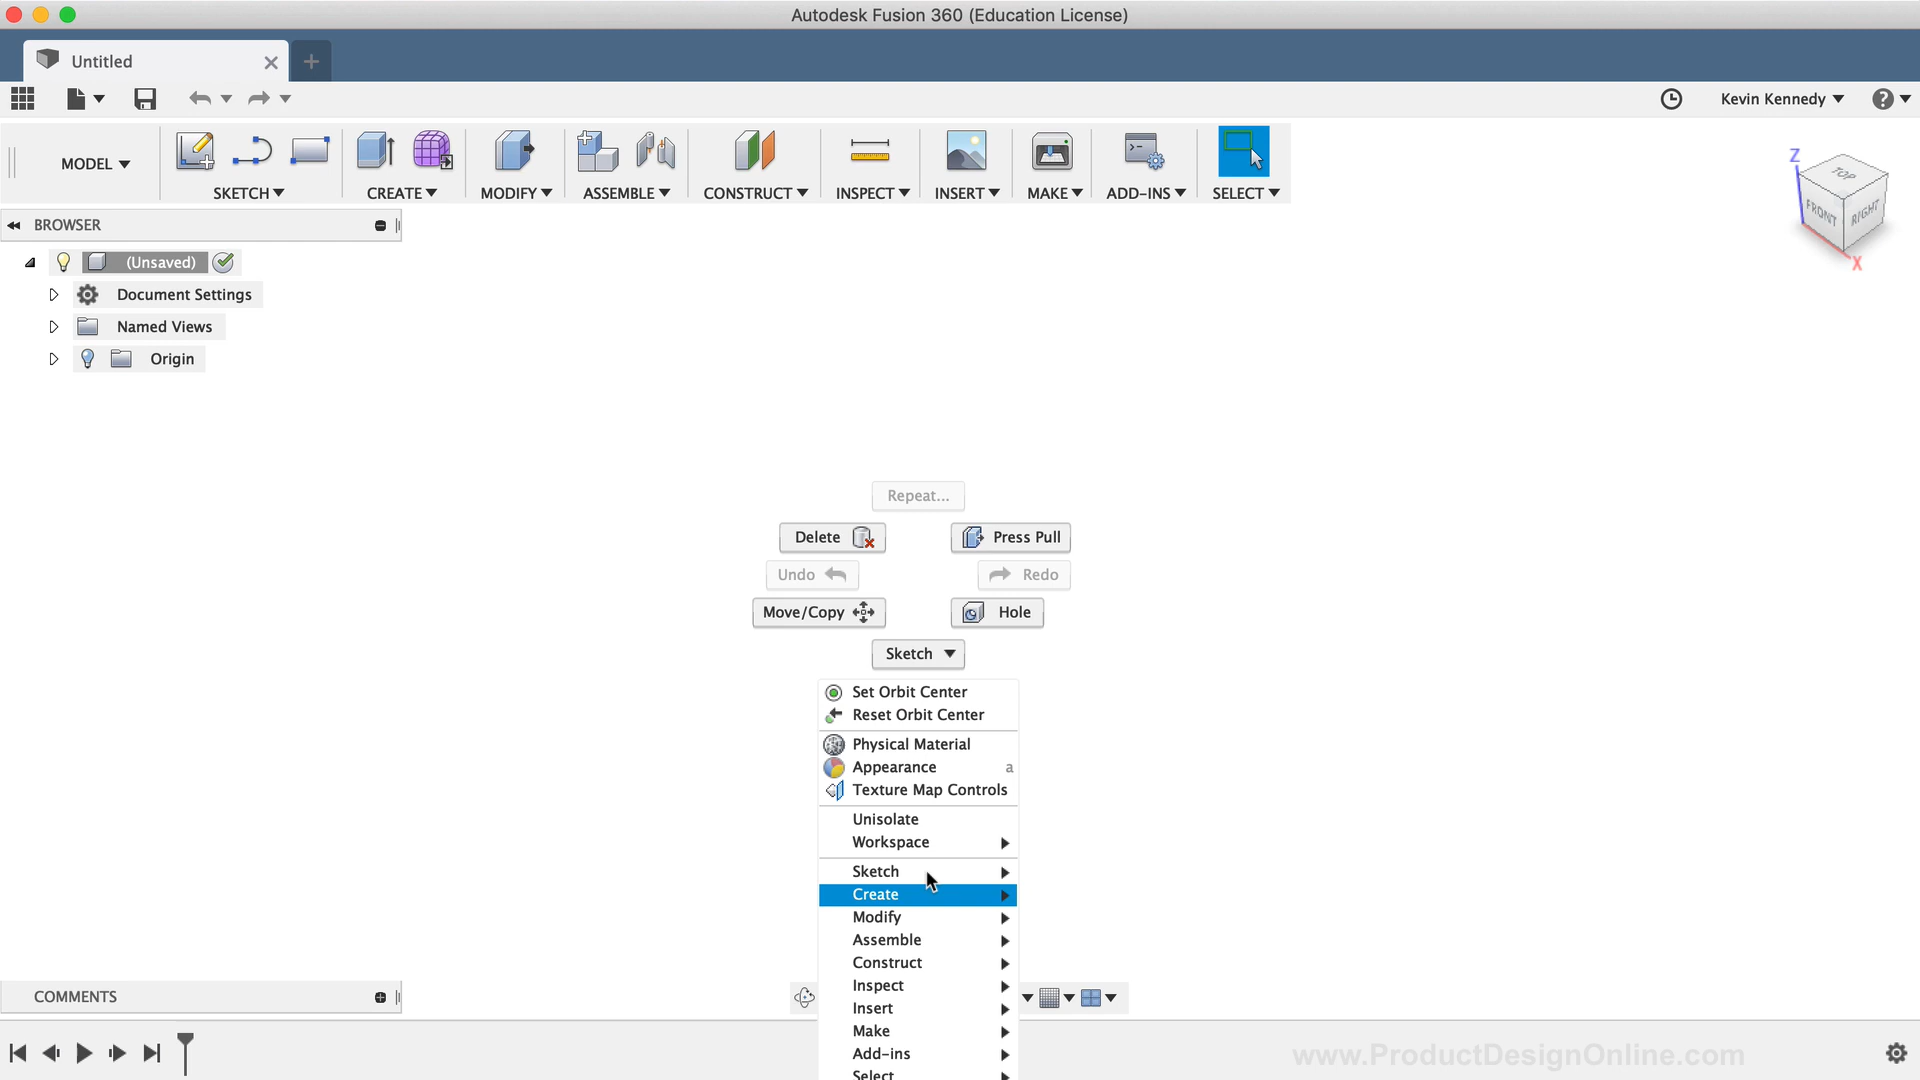 Autodesk Fusion 360 (Education License)
Untitled
Kevin Kennedy
MODEL
SKETCH
CREATE
MODIFY
ASSEMBLE
CONSTRUCT
INSPECT
INSERT
MAKE
ADD-INS
SELECT
Z
TOP
FRONT
RIGHT
X
BROWSER
(Unsaved)
Document Settings
Named Views
Origin
Repeat...
Delete
Press Pull
Undo
Redo
Move/Copy
Hole
Sketch
Set Orbit Center
Reset Orbit Center
Physical Material
Appearance a
Texture Map Controls
Unisolate
Workspace
Sketch
Create
Modify
Assemble
Construct
Inspect
Insert
Make
Add-ins
Select
COMMENTS
www.ProductDesignOnline.com